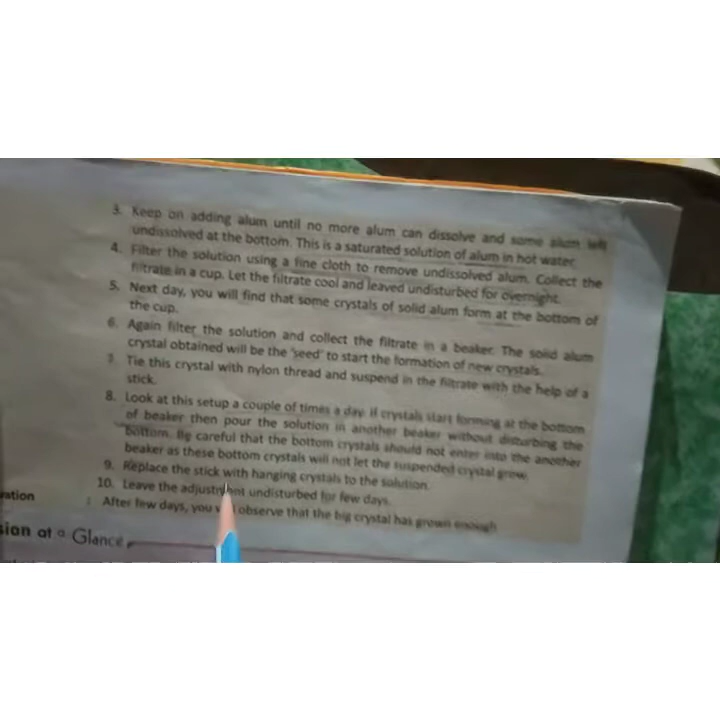 3. Keep on adding alum until no more alum can dissolve and some alum left
undissolved at the bottom. This is a saturated solution of alum in hot water.
4. Filter the solution using a fine cloth to remove undissolved alum. Collect the
filtrate in a cup. Let the filtrate cool and leaved undisturbed for overnight.
5. Next day, you will find that some crystals of solid alum form at the bottom of
the cup.
6. Again filter the solution and collect the filtrate in a beaker. The solid alum
crystal obtained will be the 'seed' to start the formation of new crystals.
7. Tie this crystal with nylon thread and suspend in the filtrate with the help of a
stick.
8. Look at this setup a couple of times a day. If crystals start forming at the bottom
of beaker then pour the solution in another beaker without disturbing the
bottom. Be careful that the bottom crystals should not enter into the another
beaker as these bottom crystals will not let the suspended crystal grow.
9. Replace the stick with hanging crystals to the solution.
10. Leave the adjustment undisturbed for few days.
vation : After few days, you observe that the big crystal has grown enough
sion at a Glance